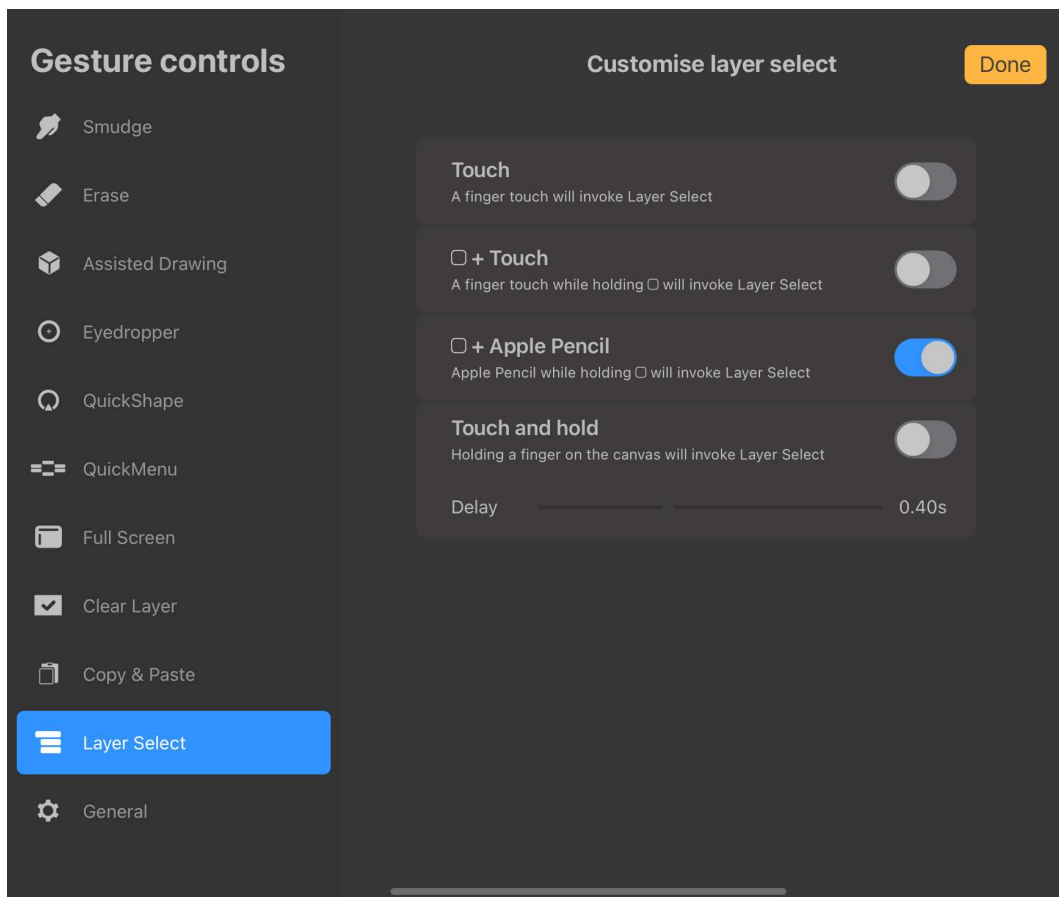 Gesture controls
Smudge
Erase
Assisted Drawing
Eyedropper
QuickShape
QuickMenu
Full Screen
Clear Layer
Copy & Paste
Layer Select
General
Customise layer select
Done
Touch
A finger touch will invoke Layer Select
▢ + Touch
A finger touch while holding ▢ will invoke Layer Select
▢ + Apple Pencil
Apple Pencil while holding ▢ will invoke Layer Select
Touch and hold
Holding a finger on the canvas will invoke Layer Select
Delay 0.40s